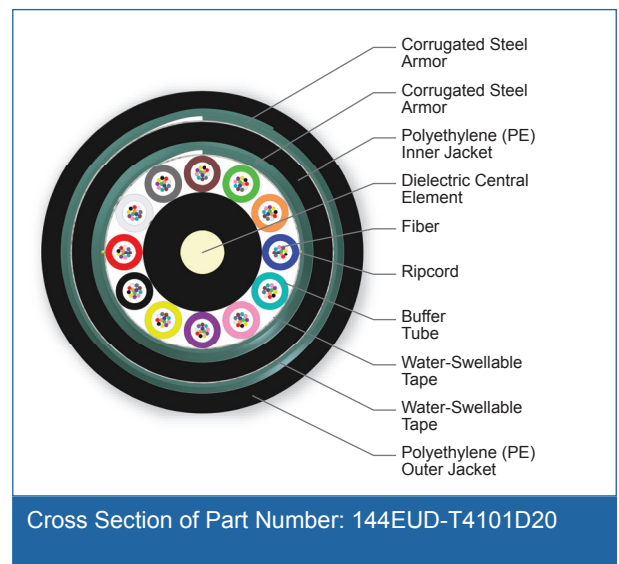 Corrugated Steel
Armor
Corrugated Steel
Armor
Polyethylene (PE)
Inner Jacket
Dielectric Central
Element
Fiber
Ripcord
Buffer
Tube
Water-Swellable
Tape
Water-Swellable
Tape
Polyethylene (PE)
Outer Jacket
Cross Section of Part Number: 144EUD-T4101D20